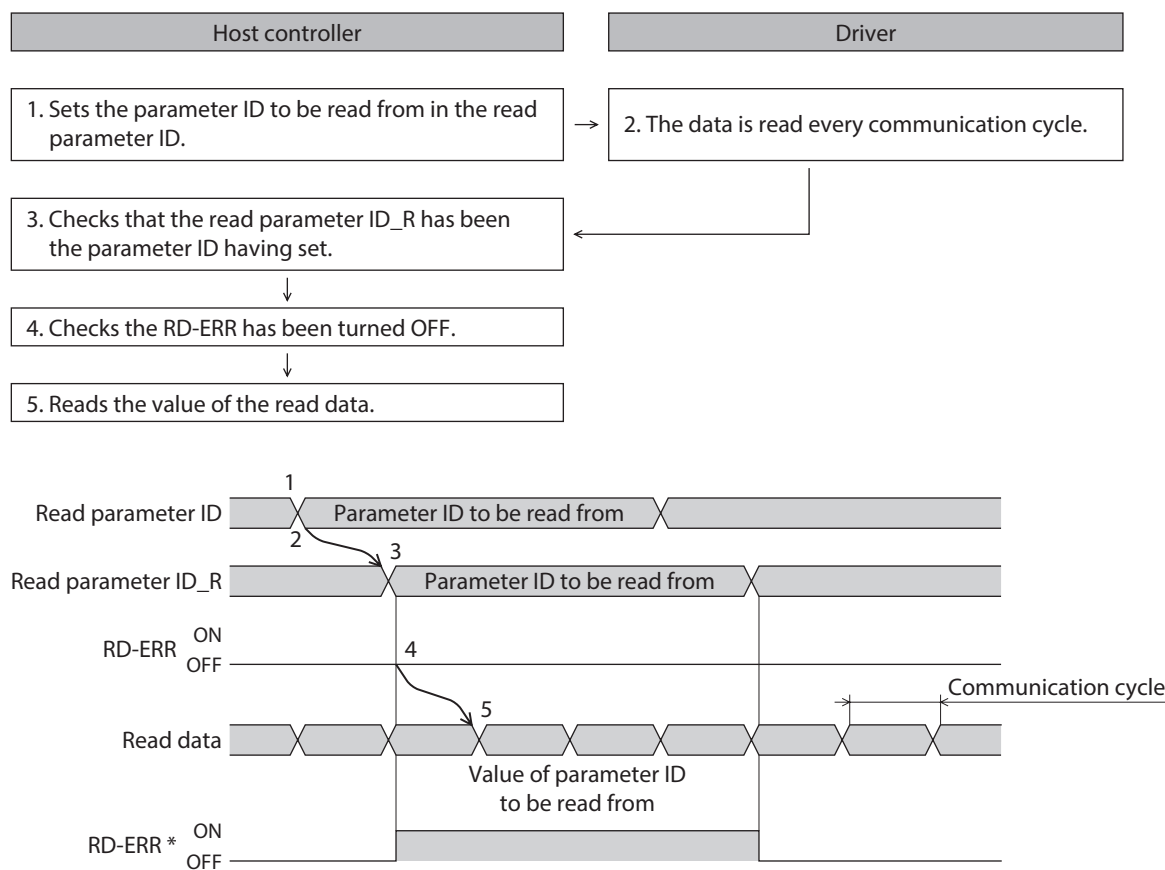 Host controller
Driver
1. Sets the parameter ID to be read from in the read
parameter ID.
2. The data is read every communication cycle.
3. Checks that the read parameter ID_R has been
the parameter ID having set.
4. Checks the RD-ERR has been turned OFF.
5. Reads the value of the read data.
1
Read parameter ID
Parameter ID to be read from
2
3
Read parameter ID_R
Parameter ID to be read from
ON
RD-ERR
OFF
4
Communication cycle
5
Read data
Value of parameter ID
to be read from
ON
RD-ERR *
OFF